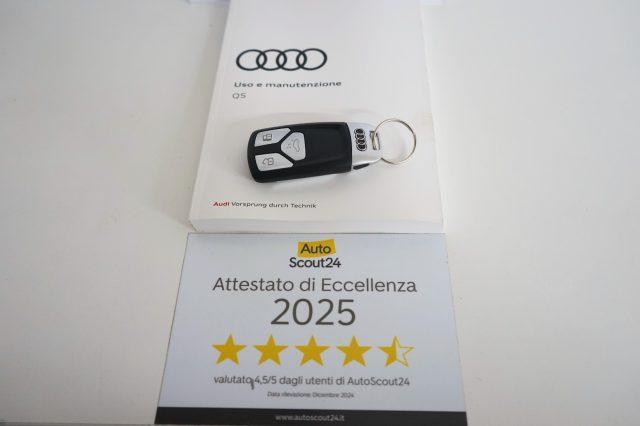 Uso e manutenzione
Q5
Audi Vorsprung durch Technik
Auto
Scout24
Attestato di Eccellenza
2025
valutato 4,5/5 dagli utenti di AutoScout24
Data rilevazione: Dicembre 2024
www.autoscout24.it